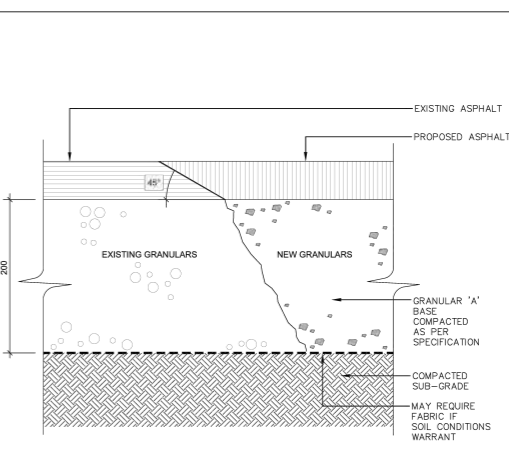 EXISTING ASPHALT
PROPOSED ASPHALT
45°
EXISTING GRANULARS
NEW GRANULARS
200
GRANULAR 'A'
BASE
COMPACTED
AS PER
SPECIFICATION
COMPACTED
SUB-GRADE
MAY REQUIRE
FABRIC IF
SOIL CONDITIONS
WARRANT